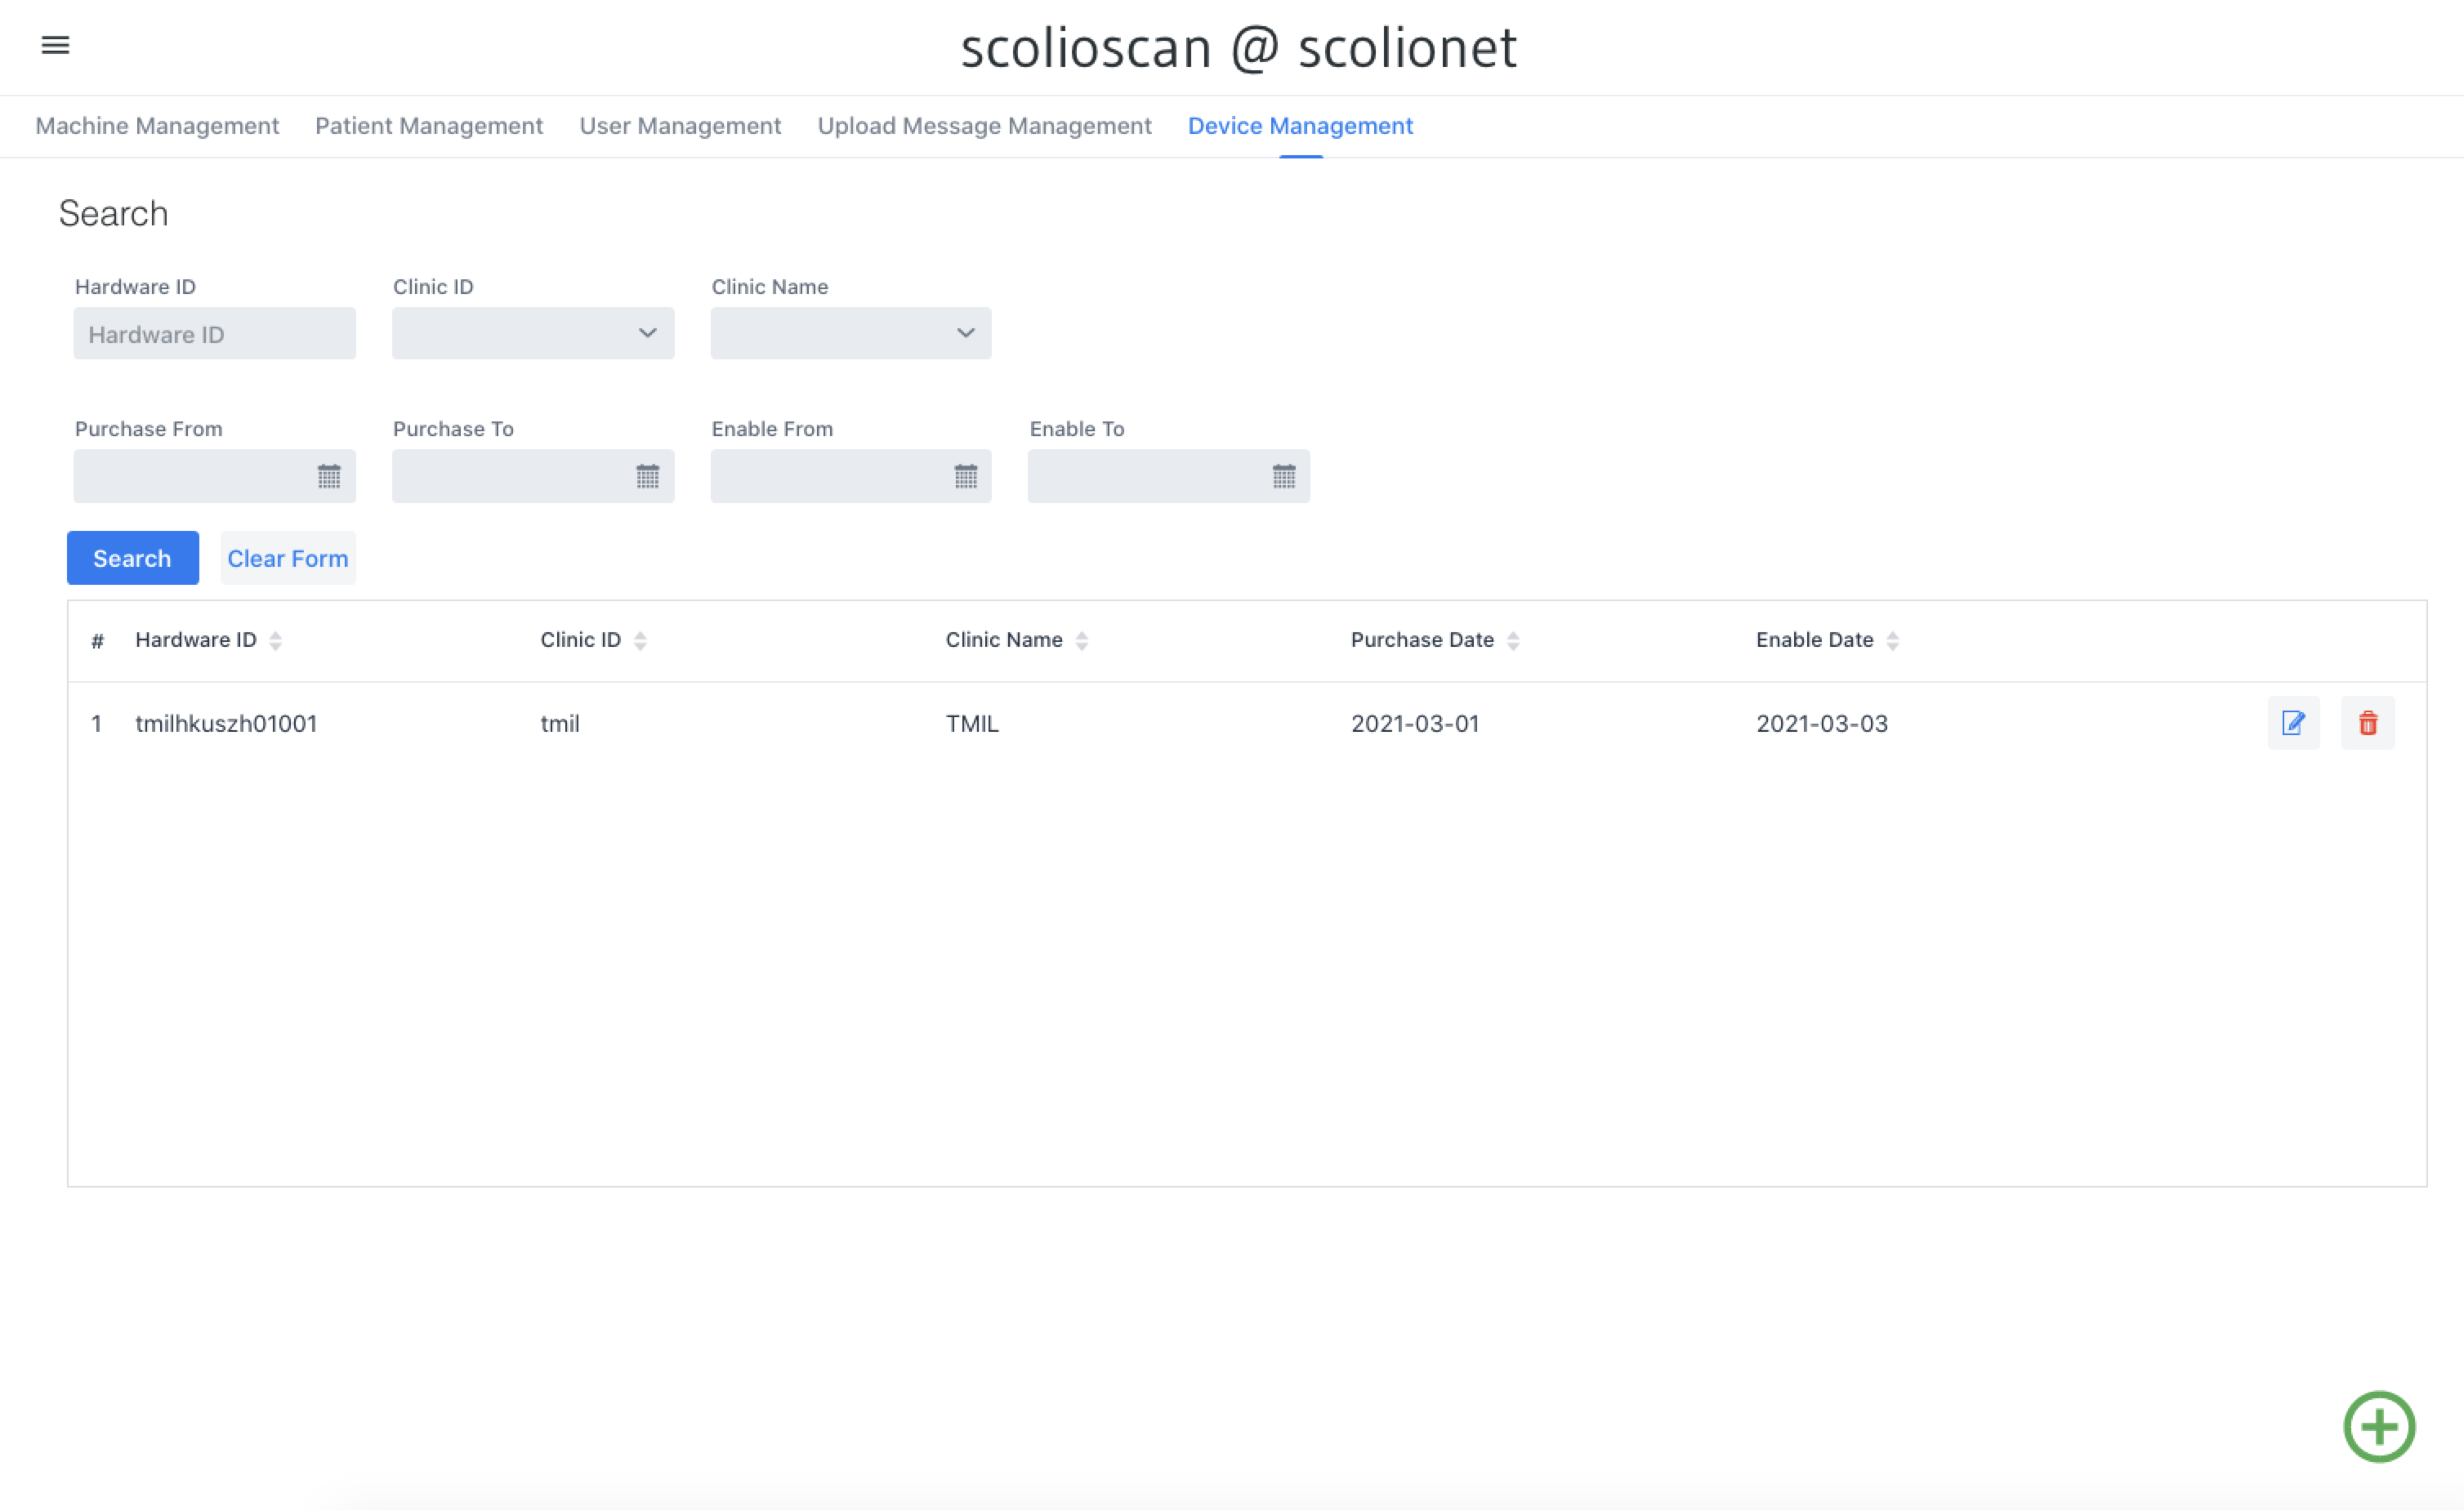 scolioscan @ scolionet
Machine Management Patient Management User Management Upload Message Management Device Management
Search
Hardware ID Clinic ID Clinic Name
Hardware ID
Purchase From Purchase To Enable From Enable To
Search Clear Form
# Hardware ID Clinic ID Clinic Name Purchase Date Enable Date
1 tmilhkuszh01001 tmil TMIL 2021-03-01 2021-03-03